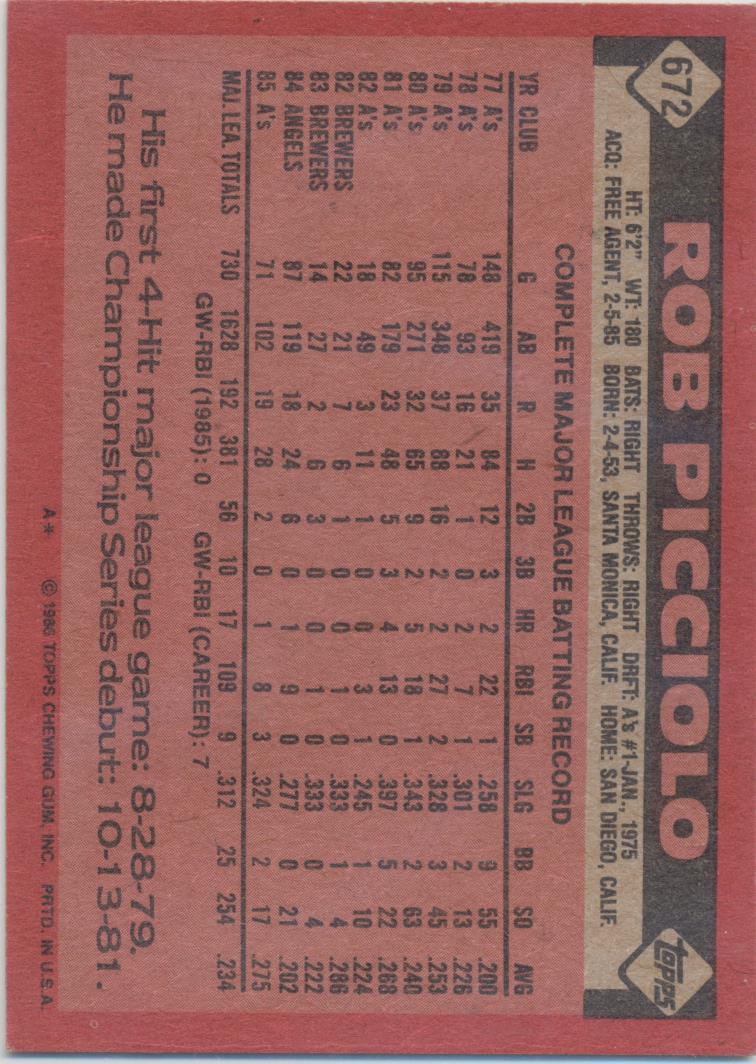 672 ROB PICCIOLO TOPPS
HT: 6'2" WT: 180 BATS: RIGHT THROWS: RIGHT DRFT: A's #1-JAN., 1975
ACQ: FREE AGENT, 2-5-85 BORN: 2-4-53, SANTA MONICA, CALIF. HOME: SAN DIEGO, CALIF.
COMPLETE MAJOR LEAGUE BATTING RECORD
YR CLUB G AB R H 2B 3B HR RBI SB SLG BB SO AVG
77 A's 148 419 35 84 12 3 2 22 1 .258 9 55 .200
78 A's 78 93 16 21 1 0 2 7 1 .301 2 13 .226
79 A's 115 348 37 88 16 2 2 27 2 .328 3 45 .253
80 A's 95 271 32 65 9 2 5 18 1 .343 2 63 .240
81 A's 82 179 23 48 5 3 4 13 0 .397 5 22 .268
82 A's 18 49 3 11 1 0 0 3 1 .245 1 10 .224
82 BREWERS 22 21 7 6 1 0 0 1 0 .333 1 4 .286
83 BREWERS 14 27 2 6 3 0 0 1 0 .333 0 4 .222
84 ANGELS 87 119 18 24 6 0 1 9 0 .277 0 21 .202
85 A's 71 102 19 28 2 0 1 8 3 .324 2 17 .275
MAJ. LEA. TOTALS 730 1628 192 381 56 10 17 109 9 .312 25 254 .234
GW-RBI (1985): 0 GW-RBI (CAREER): 7
His first 4-Hit major league game: 8-28-79.
He made Championship Series debut: 10-13-81.
A* © 1986 TOPPS CHEWING GUM, INC. PRTD. IN U.S.A.